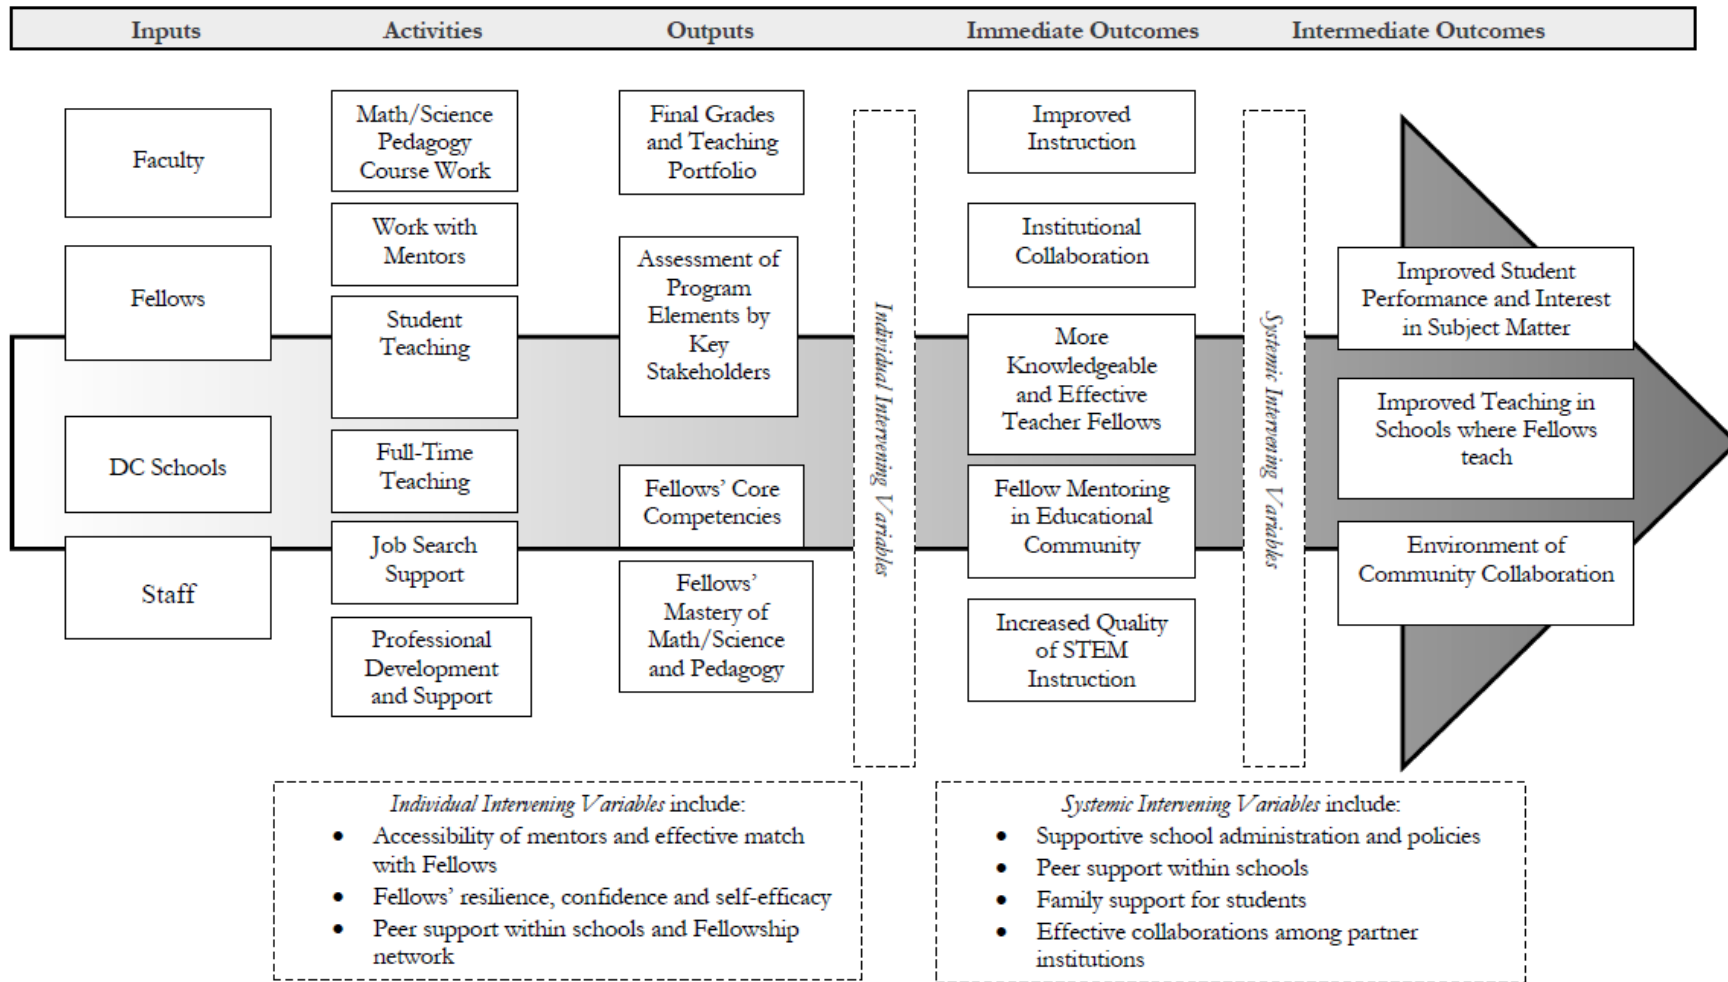 Inputs
Activities
Outputs
Immediate Outcomes
Intermediate Outcomes
Faculty
Fellows
DC Schools
Staff
Math/Science
Pedagogy
Course Work
Work with
Mentors
Student
Teaching
Full-Time
Teaching
Job Search
Support
Professional
Development
and Support
Final Grades
and Teaching
Portfolio
Assessment of
Program
Elements by
Key
Stakeholders
Fellows’ Core
Competencies
Fellows’
Mastery of
Math/Science
and Pedagogy
Individual Intervening Variables
Improved
Instruction
Institutional
Collaboration
More
Knowledgeable
and Effective
Teacher Fellows
Fellow Mentoring
in Educational
Community
Increased Quality
of STEM
Instruction
Systemic Intervening Variables
Improved Student
Performance and Interest
in Subject Matter
Improved Teaching in
Schools where Fellows
teach
Environment of
Community Collaboration
Individual Intervening Variables include:
• Accessibility of mentors and effective match
with Fellows
• Fellows’ resilience, confidence and self-efficacy
• Peer support within schools and Fellowship
network
Systemic Intervening Variables include:
• Supportive school administration and policies
• Peer support within schools
• Family support for students
• Effective collaborations among partner
institutions